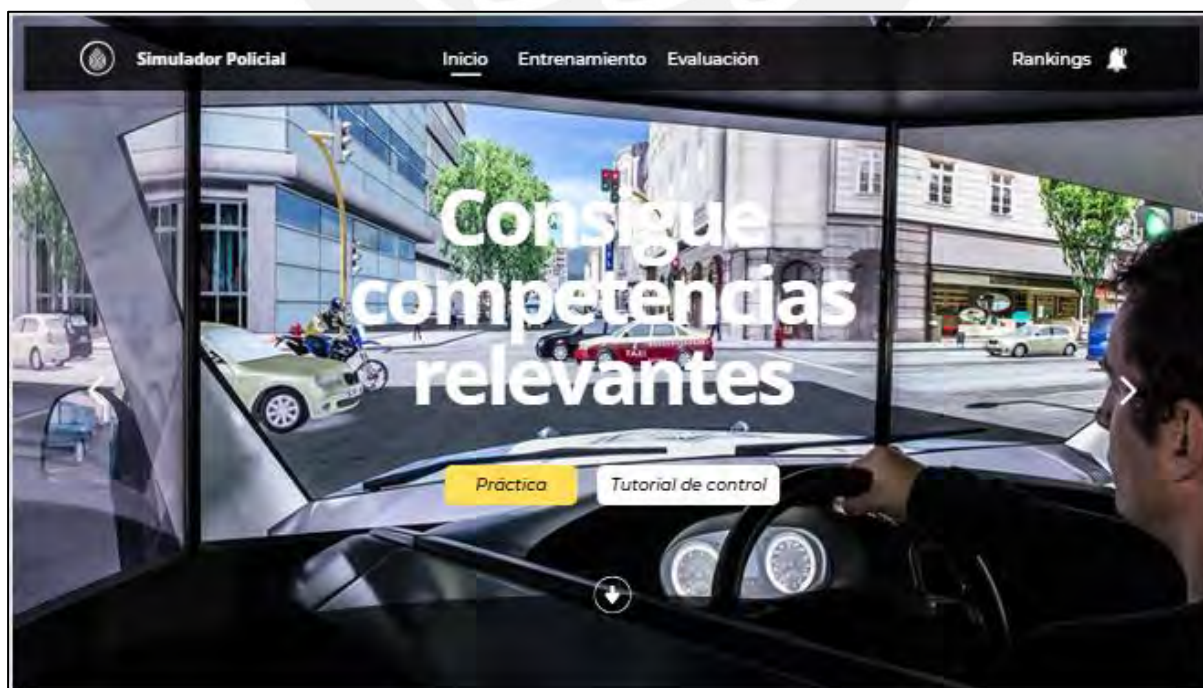 Simulador Policial
Inicio Entrenamiento Evaluación
Rankings
Consigue
competencias
relevantes
Práctica
Tutorial de control
TAXI